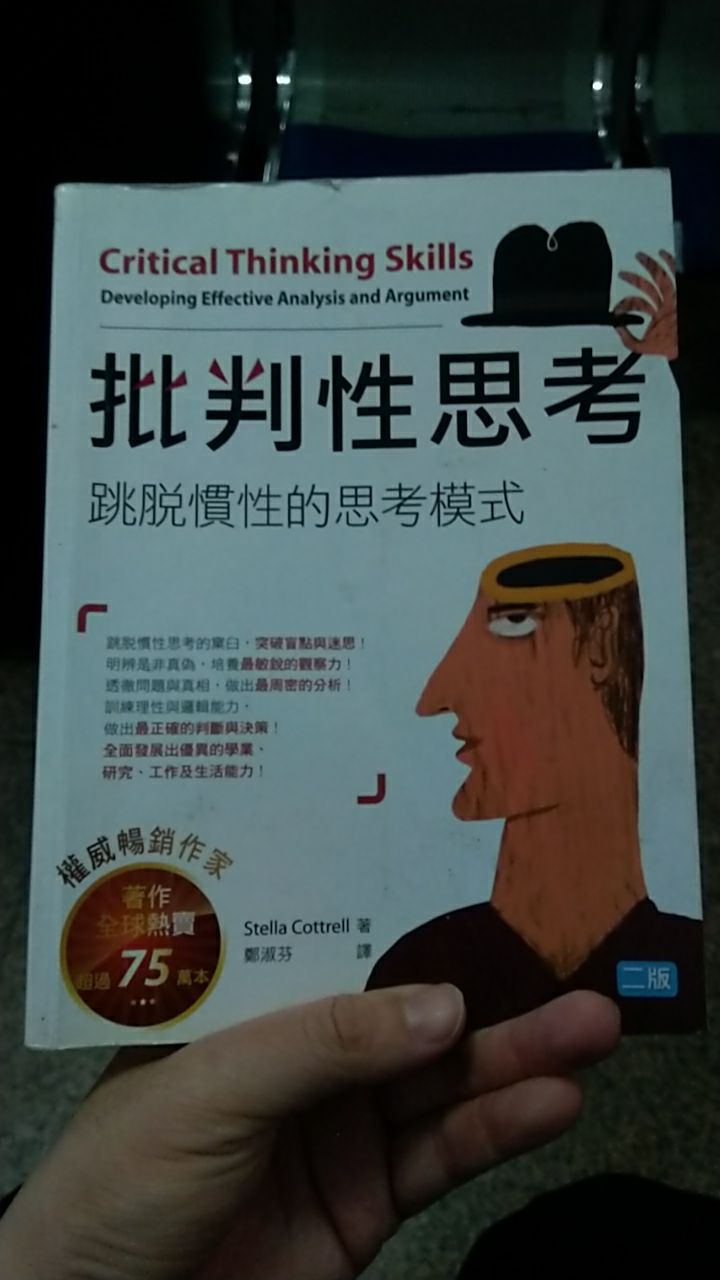 Critical Thinking Skills
Developing Effective Analysis and Argument
批判性思考
跳脫慣性的思考模式
跳脫慣性思考的窠臼，突破盲點與迷思！
明辨是非真偽，培養最敏銳的觀察力！
透徹問題與真相，做出最周密的分析！
訓練理性與邏輯能力，
做出最正確的判斷與決策！
全面發展出優異的學業、
研究、工作及生活能力！
權威暢銷作家
著作
全球熱賣
超過75萬本
Stella Cottrell 著
鄭淑芬 譯
二版